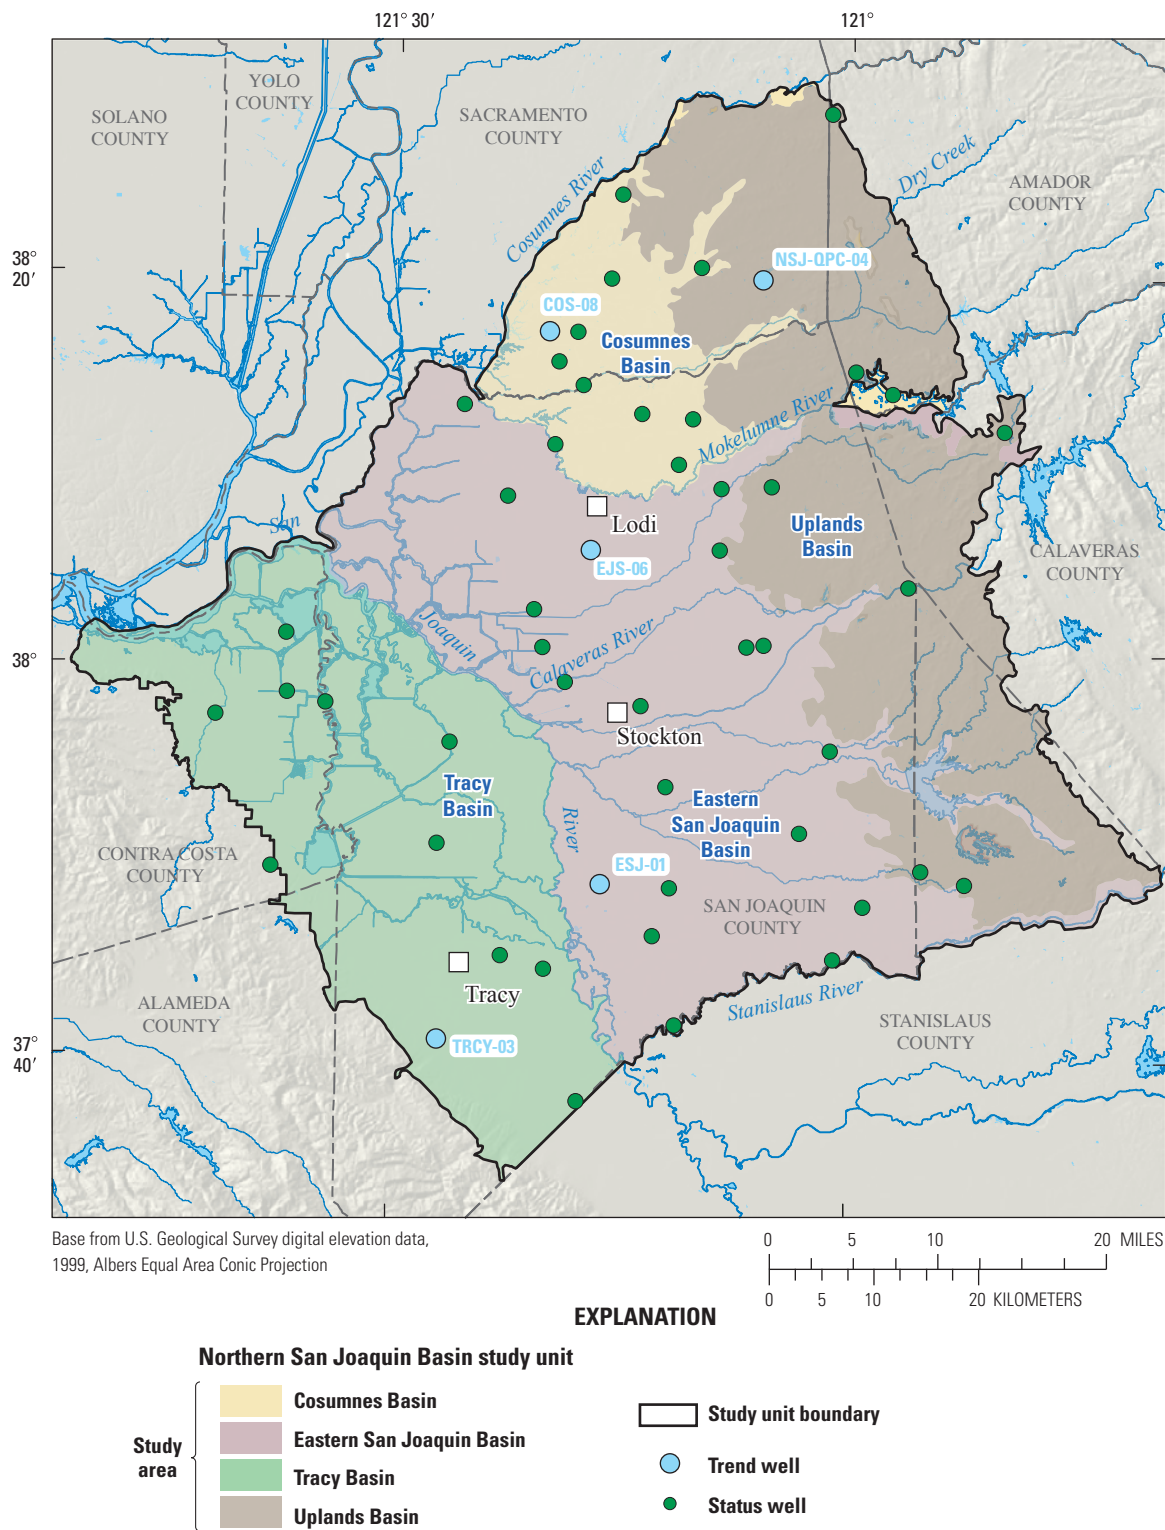 121° 30'
121°
YOLO
COUNTY
SOLANO
COUNTY
SACRAMENTO
COUNTY
Dry Creek
AMADOR
COUNTY
Cosumnes River
38°
20'
NSJ-QPC-04
COS-08
Cosumnes
Basin
Mokelumne River
Lodi
San
Uplands
Basin
EJS-06
CALAVERAS
COUNTY
Joaquin
Calaveras River
38°
Stockton
Tracy
Basin
Eastern
San Joaquin
Basin
River
CONTRA COSTA
COUNTY
ESJ-01
SAN JOAQUIN
COUNTY
Tracy
Stanislaus River
ALAMEDA
COUNTY
STANISLAUS
COUNTY
TRCY-03
37°
40'
Base from U.S. Geological Survey digital elevation data,
1999, Albers Equal Area Conic Projection
0 5 10 20 MILES
0 5 10 20 KILOMETERS
EXPLANATION
Northern San Joaquin Basin study unit
Study
area
Cosumnes Basin
Eastern San Joaquin Basin
Tracy Basin
Uplands Basin
Study unit boundary
Trend well
Status well